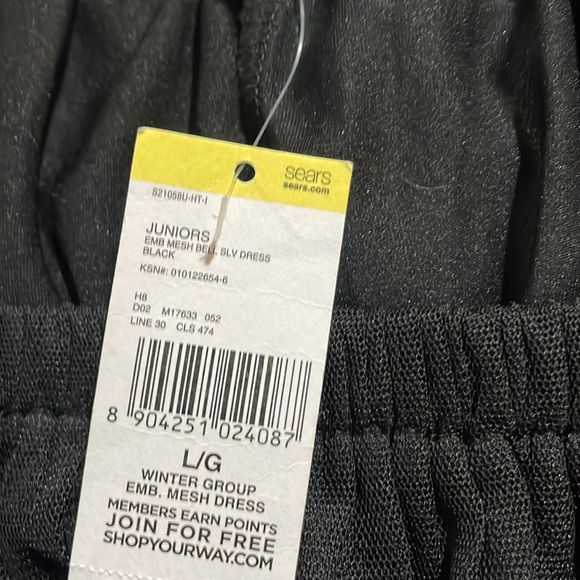 sears
sears.com
S21058U-HT-I
JUNIORS
EMB MESH BELL SLV DRESS
BLACK
KSN#: 010122654-6
H8
D02 M17633 052
LINE 30 CLS 474
8 904251 024087
L/G
WINTER GROUP
EMB. MESH DRESS
MEMBERS EARN POINTS
JOIN FOR FREE
SHOPYOURWAY.COM